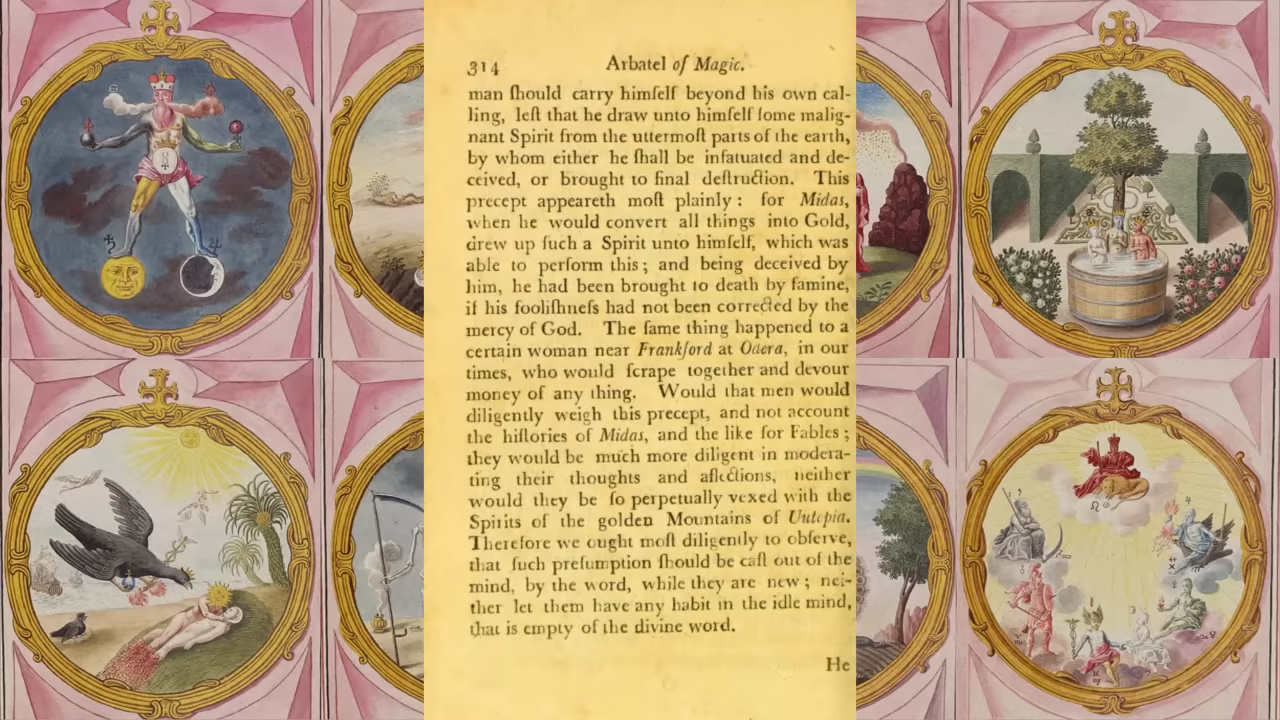 314 Arbatel of Magic.
man ſhould carry himſelf beyond his own cal-
ling, leſt that he draw unto himſelf ſome malig-
nant Spirit from the uttermoſt parts of the earth,
by whom either he ſhall be infatuated and de-
ceived, or brought to final deſtruction. This
precept appeareth moſt plainly: for Midas,
when he would convert all things into Gold,
drew up ſuch a Spirit unto himſelf, which was
able to perform this; and being deceived by
him, he had been brought to death by famine,
if his fooliſhneſs had not been corrected by the
mercy of God. The ſame thing happened to a
certain woman near Frankford at Odera, in our
times, who would ſcrape together and devour
money of any thing. Would that men would
diligently weigh this precept, and not account
the hiſtories of Midas, and the like for Fables;
they would be much more diligent in modera-
ting their thoughts and affections, neither
would they be ſo perpetually vexed with the
Spirits of the golden Mountains of Uutopia.
Therefore we ought moſt diligently to obſerve,
that ſuch preſumption ſhould be caſt out of the
mind, by the word, while they are new; nei-
ther let them have any habit in the idle mind,
that is empty of the divine word.
He